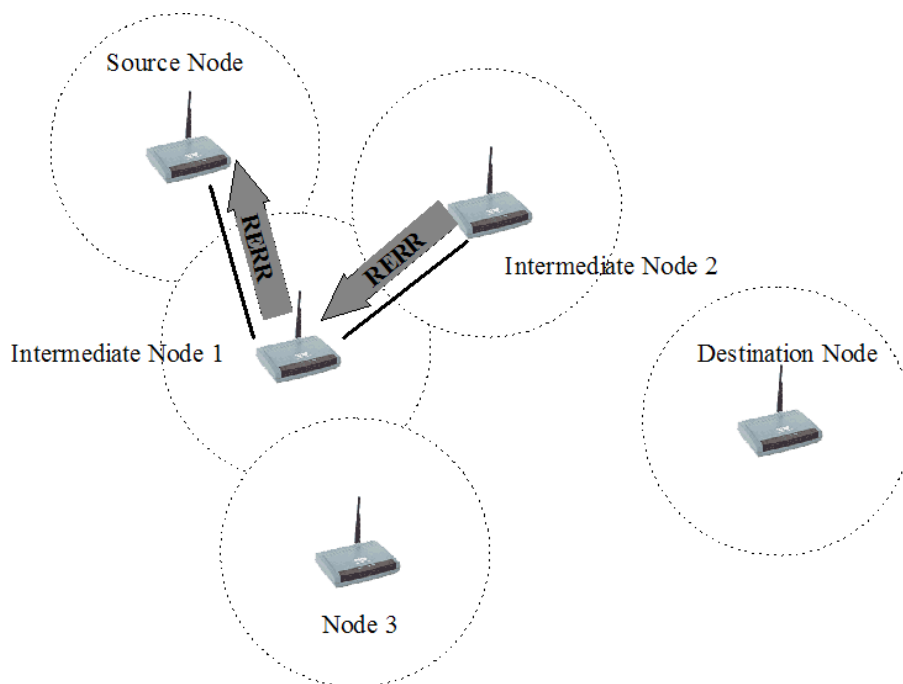 Source Node
RERR
RERR
Intermediate Node 2
Intermediate Node 1
Destination Node
Node 3